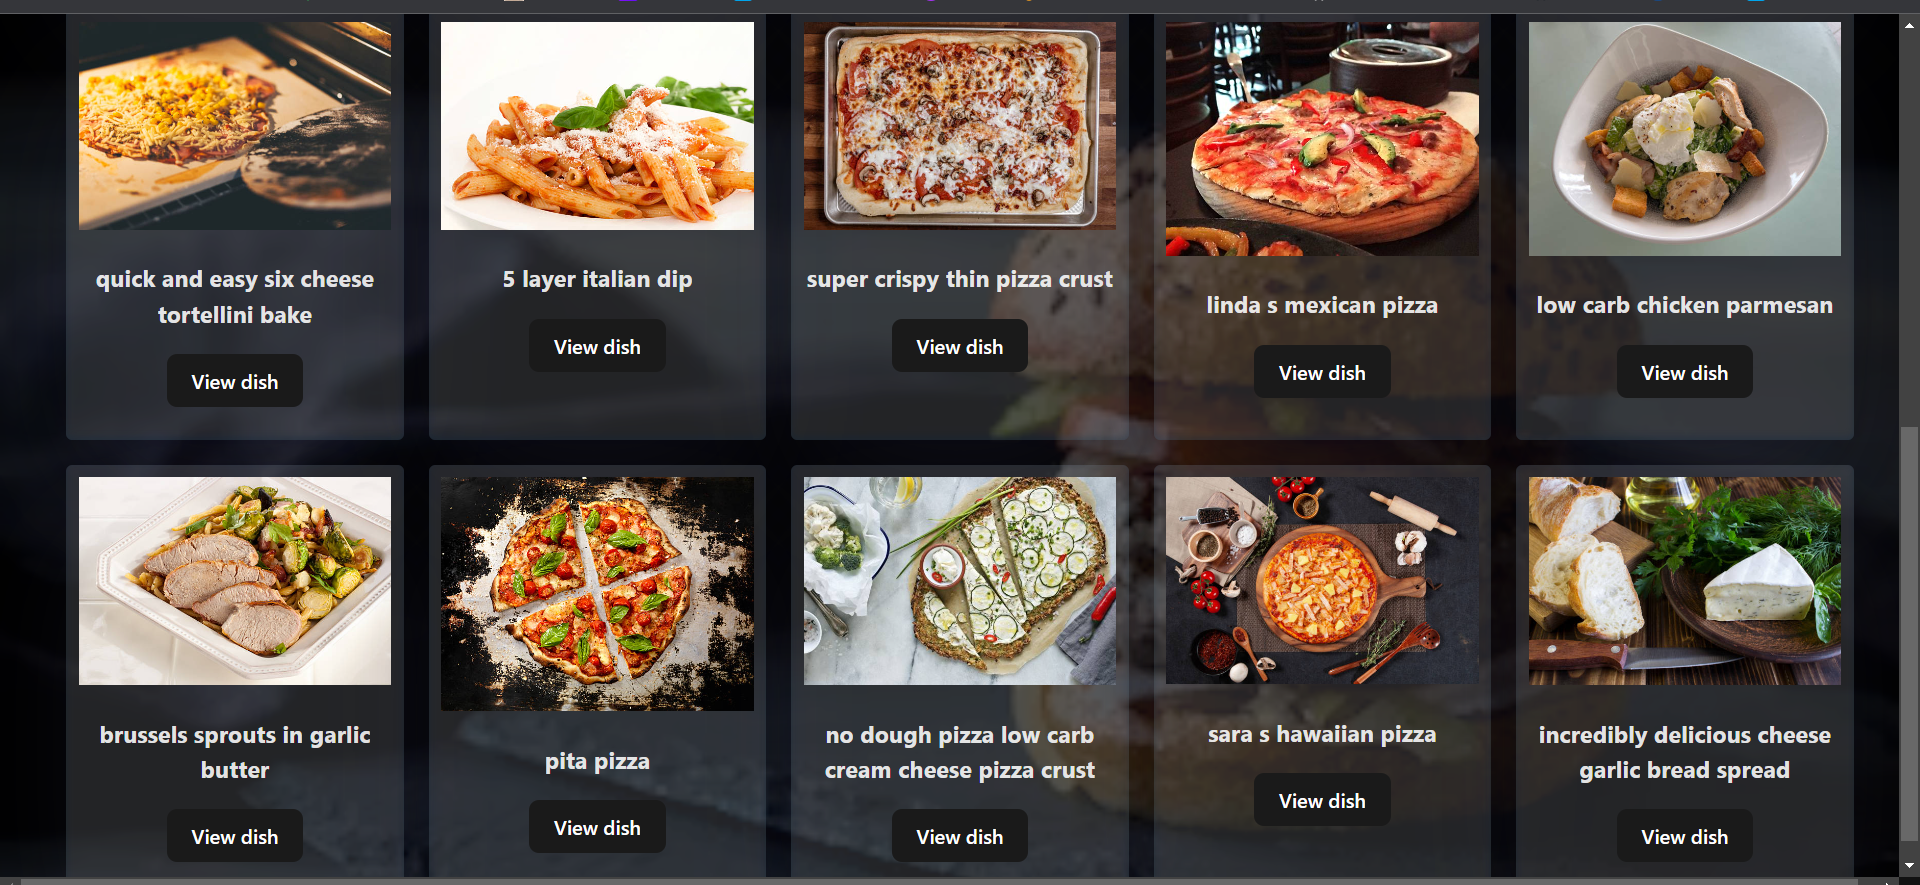 quick and easy six cheese
tortellini bake
View dish
5 layer italian dip
View dish
super crispy thin pizza crust
View dish
linda s mexican pizza
View dish
low carb chicken parmesan
View dish
brussels sprouts in garlic
butter
View dish
pita pizza
View dish
no dough pizza low carb
cream cheese pizza crust
View dish
sara s hawaiian pizza
View dish
incredibly delicious cheese
garlic bread spread
View dish